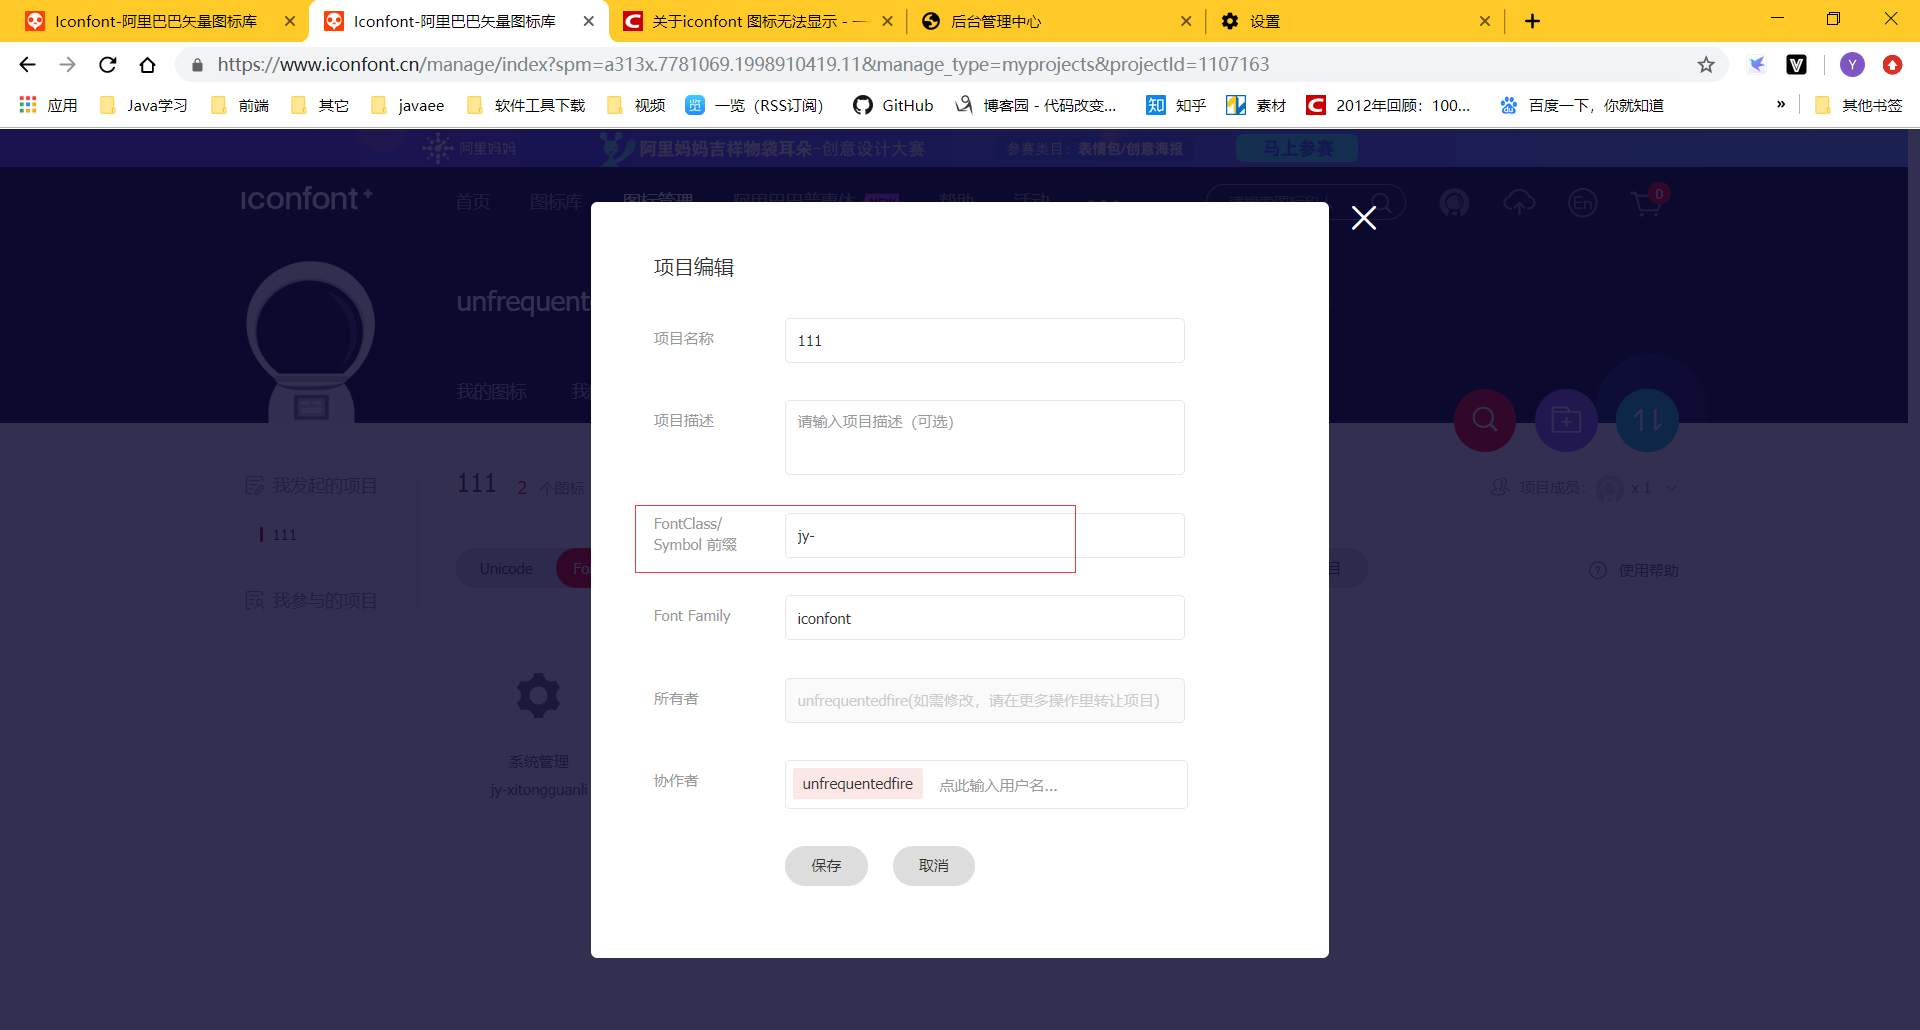 Iconfont-阿里巴巴矢量图标库
Iconfont-阿里巴巴矢量图标库
关于iconfont 图标无法显示 - 一
后台管理中心
设置
https://www.iconfont.cn/manage/index?spm=a313x.7781069.1998910419.11&manage_type=myprojects&projectId=1107163
Y
应用
Java学习
前端
其它
javaee
软件工具下载
视频
览
一览（RSS订阅）
GitHub
博客园 - 代码改变...
知
知乎
素材
2012年回顾：100...
百度一下，你就知道
»
其他书签
阿里妈妈
阿里妈妈吉祥物袋耳朵-创意设计大赛
参赛类目：表情包/创意海报
马上参赛
iconfont+
首页
图标库
图标管理
帮助
活动
En
0
unfrequent
我的图标
我
我发起的项目
111
我参与的项目
111
2
个图标
项目成员：
x 1
Unicode
Fo
目
使用帮助
系统管理
jy-xitongguanli
项目编辑
项目名称
111
项目描述
请输入项目描述（可选）
FontClass/
Symbol 前缀
jy-
Font Family
iconfont
所有者
unfrequentedfire(如需修改，请在更多操作里转让项目)
协作者
unfrequentedfire
点此输入用户名...
保存
取消